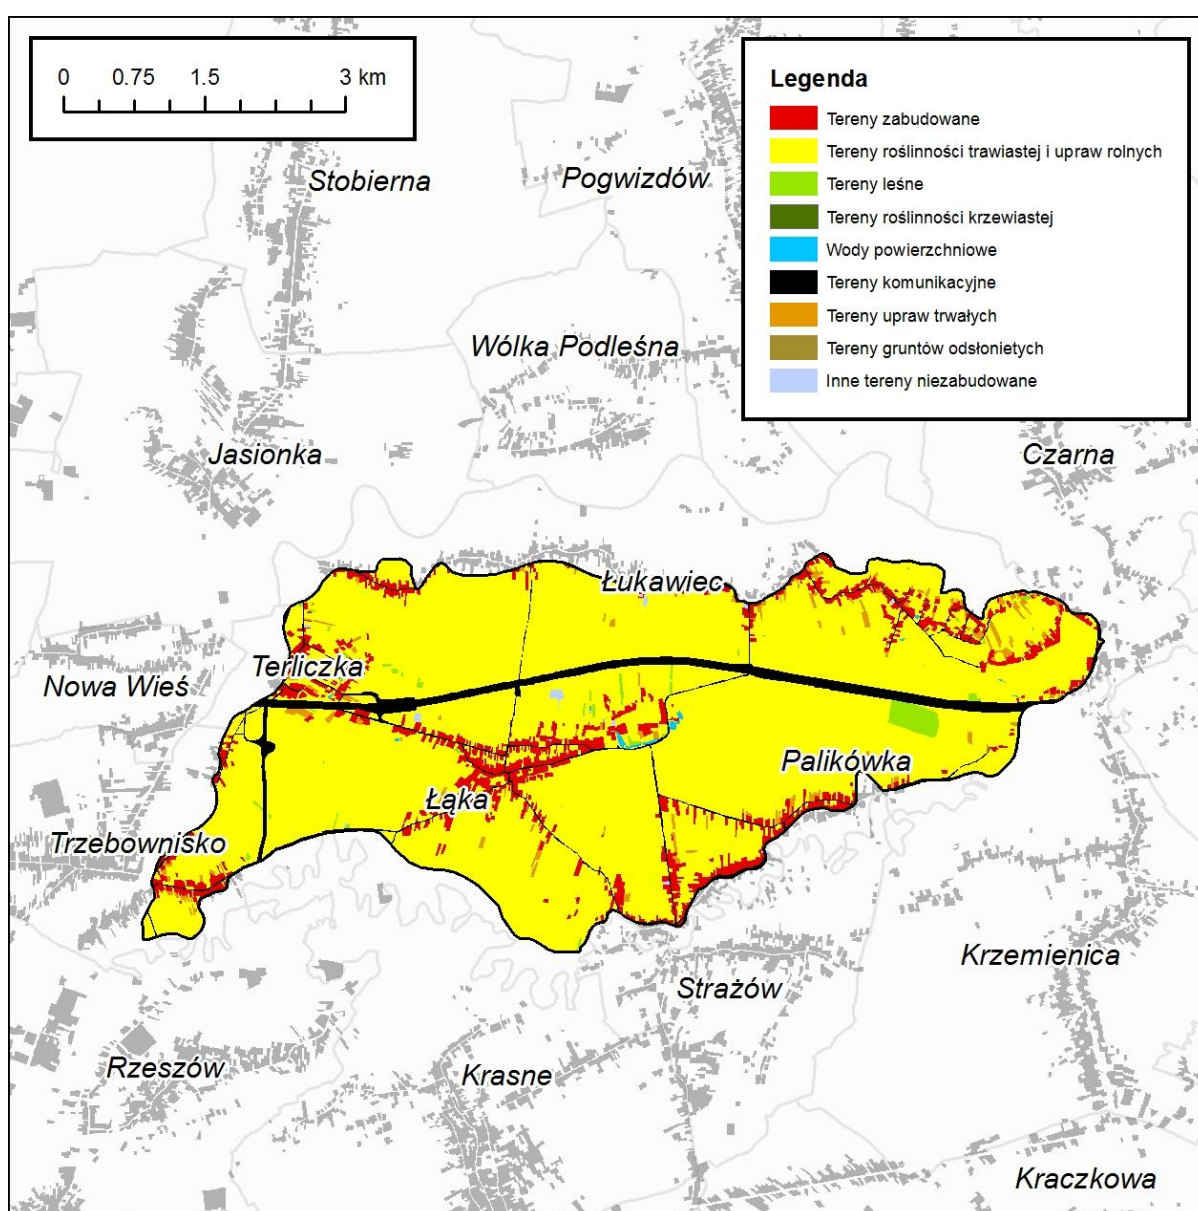 0 0.75 1.5 3 km
Legenda
Tereny zabudowane
Tereny roślinności trawiastej i upraw rolnych
Tereny leśne
Tereny roślinności krzewiastej
Wody powierzchniowe
Tereny komunikacyjne
Tereny upraw trwałych
Tereny gruntów odsłonietych
Inne tereny niezabudowane
Stobierna
Pogwizdów
Wólka Podleśna
Jasionka
Czarna
Łukawiec
Terliczka
Nowa Wieś
Palikówka
Łąka
Trzebownisko
Krzemienica
Strażów
Rzeszów
Krasne
Kraczkowa